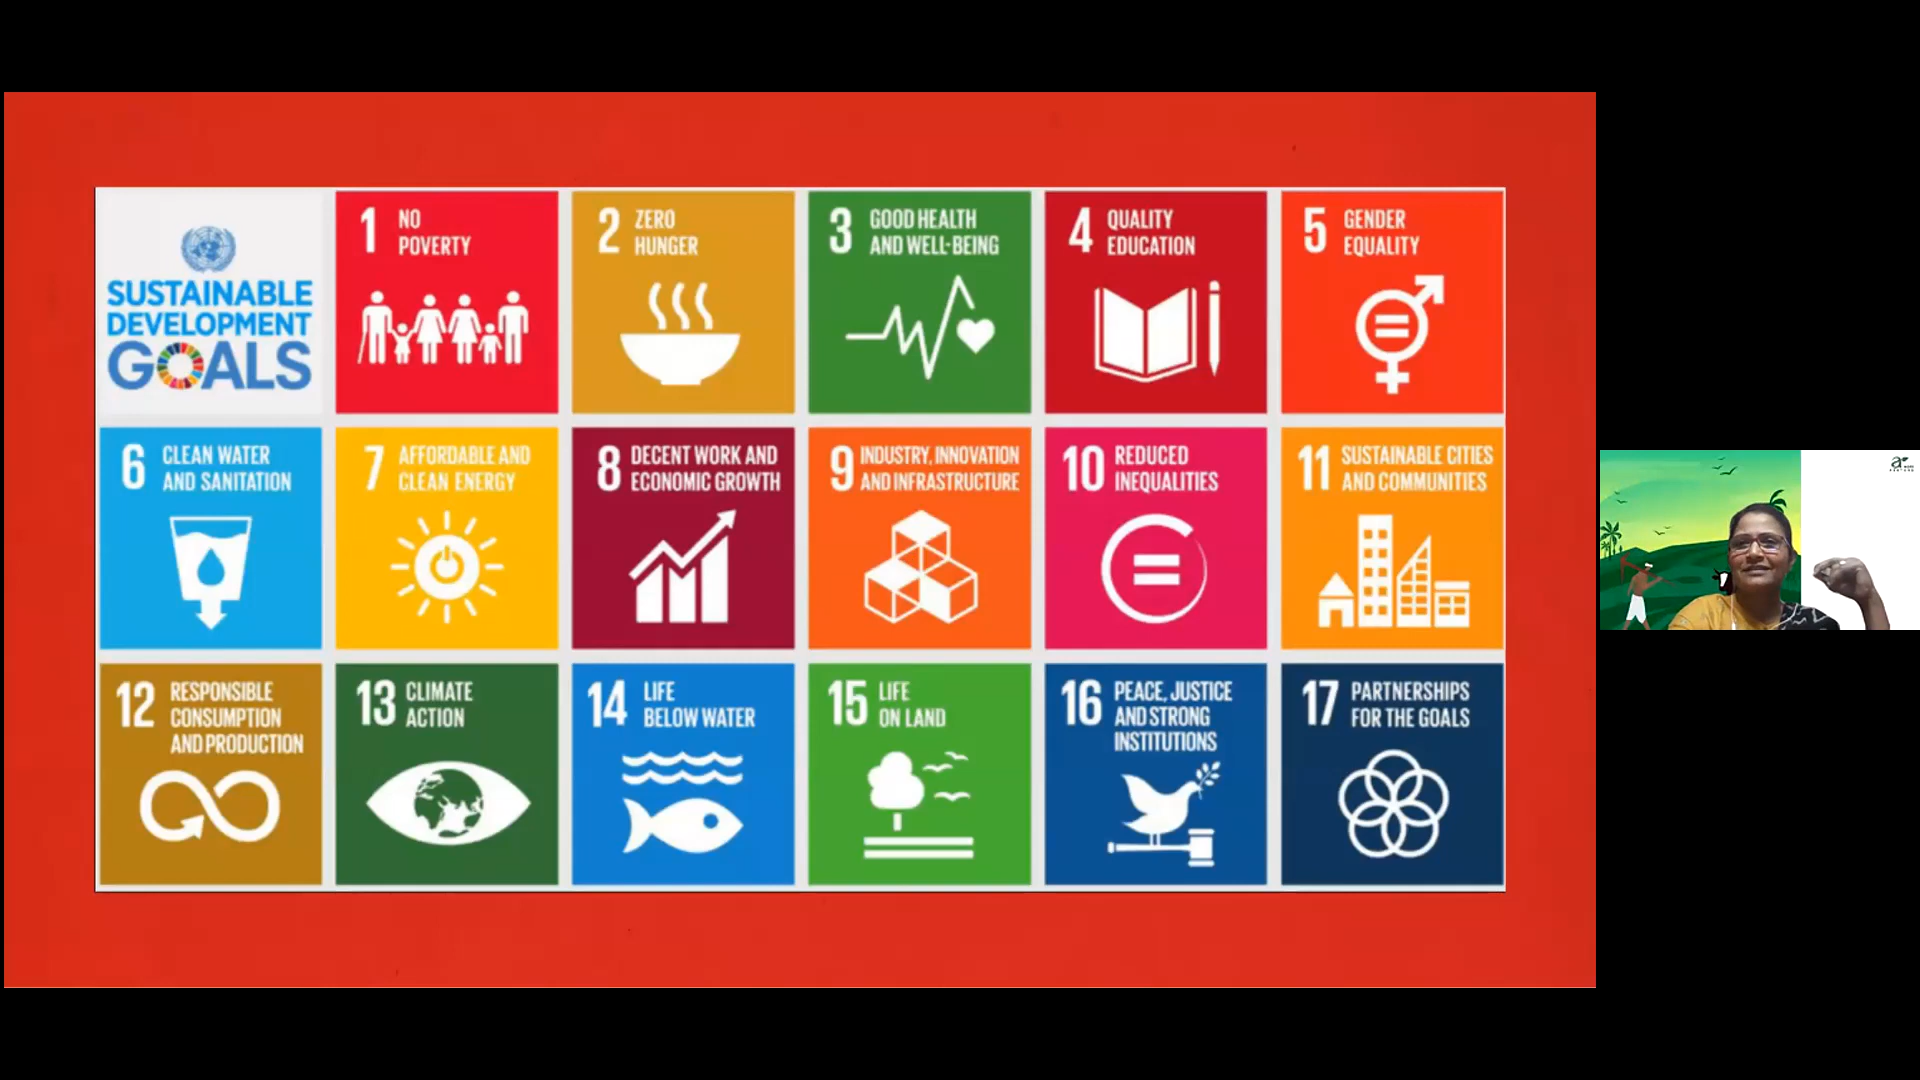 SUSTAINABLE
DEVELOPMENT
GOALS
1 NO
POVERTY
2 ZERO
HUNGER
3 GOOD HEALTH
AND WELL-BEING
4 QUALITY
EDUCATION
5 GENDER
EQUALITY
6 CLEAN WATER
AND SANITATION
7 AFFORDABLE AND
CLEAN ENERGY
8 DECENT WORK AND
ECONOMIC GROWTH
9 INDUSTRY, INNOVATION
AND INFRASTRUCTURE
10 REDUCED
INEQUALITIES
11 SUSTAINABLE CITIES
AND COMMUNITIES
12 RESPONSIBLE
CONSUMPTION
AND PRODUCTION
13 CLIMATE
ACTION
14 LIFE
BELOW WATER
15 LIFE
ON LAND
16 PEACE, JUSTICE
AND STRONG
INSTITUTIONS
17 PARTNERSHIPS
FOR THE GOALS